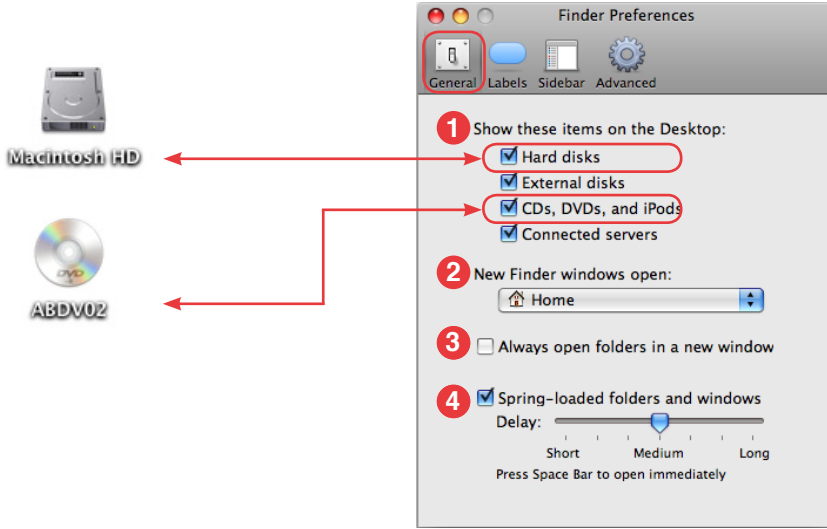 Finder Preferences
General Labels Sidebar Advanced
1 Show these items on the Desktop:
Hard disks
Macintosh HD
External disks
CDs, DVDs, and iPods
Connected servers
DVD
2 New Finder windows open:
Home
ABDV02
3 Always open folders in a new window
4 Spring-loaded folders and windows
Delay:
Short Medium Long
Press Space Bar to open immediately